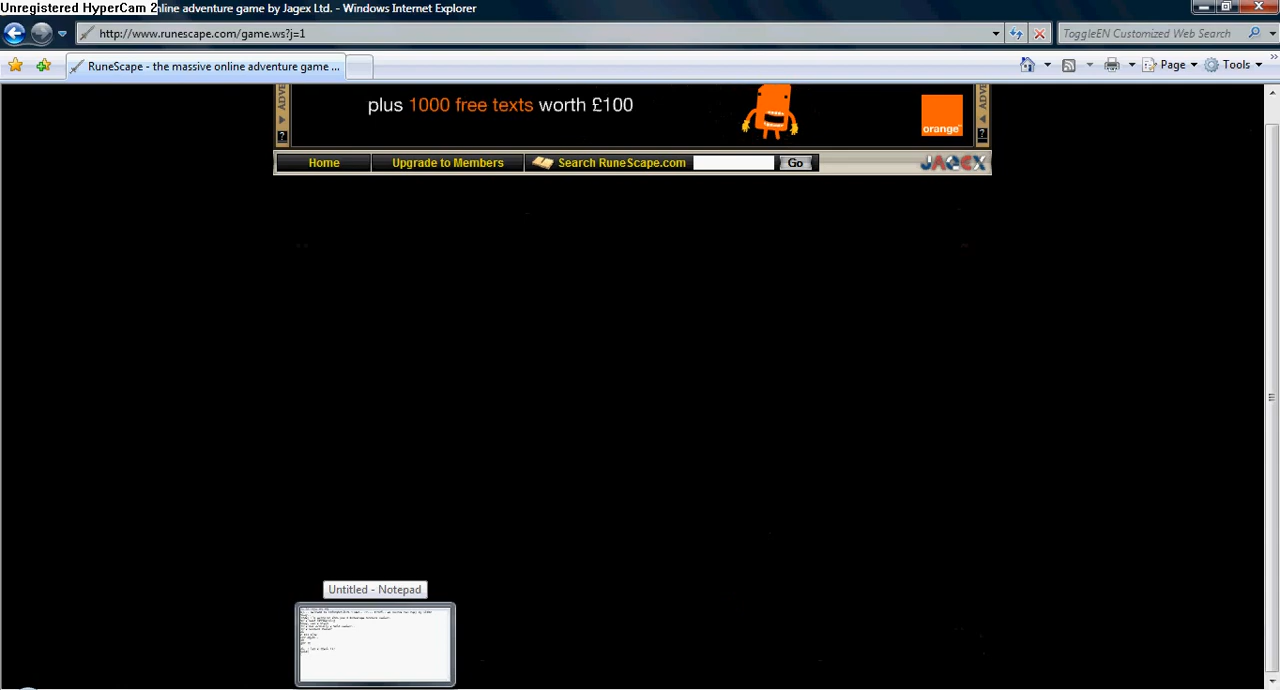 Unregistered HyperCam 2
nline adventure game by Jagex Ltd. - Windows Internet Explorer
http://www.runescape.com/game.ws?j=1
ToggleEN Customized Web Search
RuneScape - the massive online adventure game ...
Page
Tools
plus 1000 free texts worth £100
orange™
?
?
Home
Upgrade to Members
Search RuneScape.com
Go
JAGEX
Untitled - Notepad